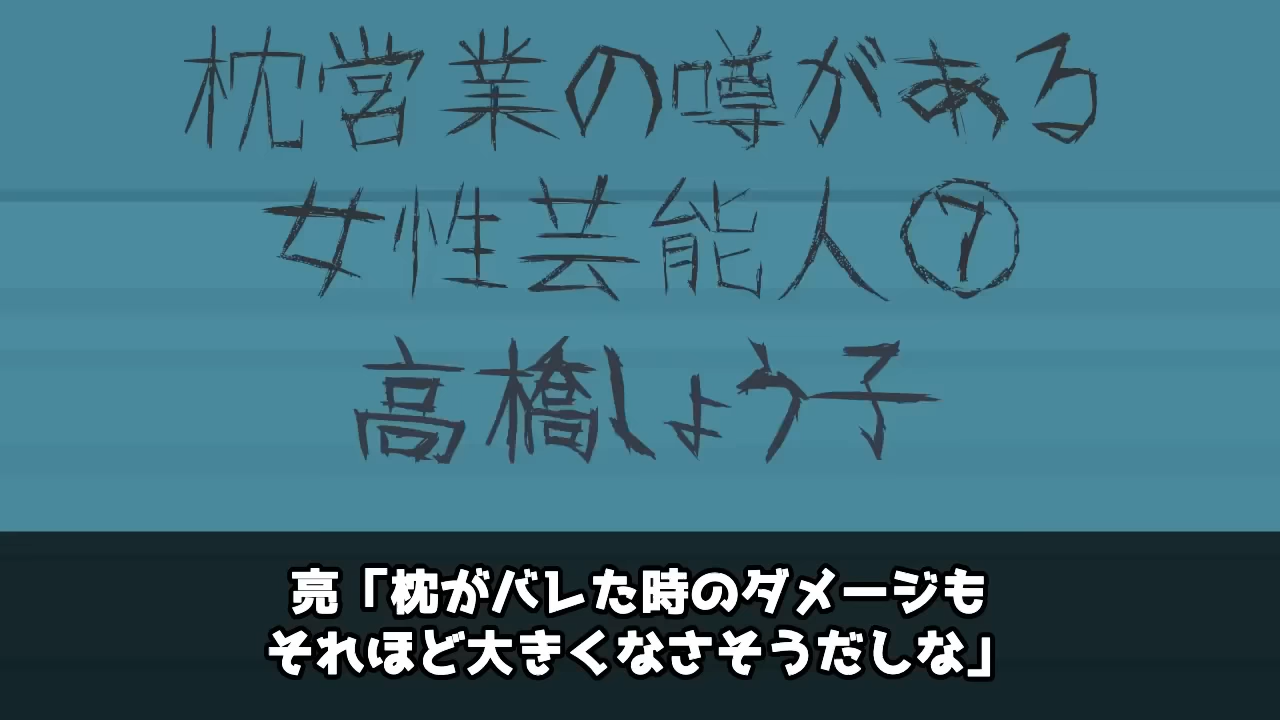 枕営業の噂がある
女性芸能人⑦
高橋しょう子
亮「枕がバレた時のダメージも
それほど大きくなさそうだしな」